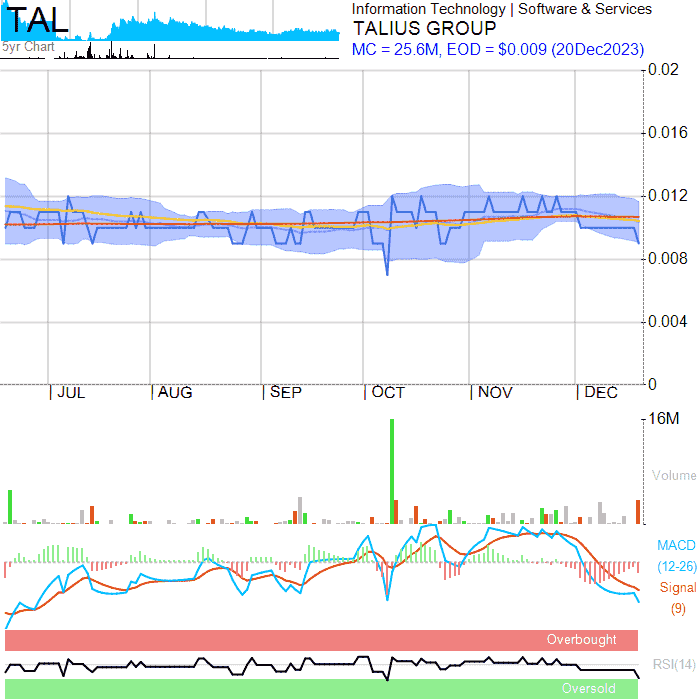 TAL
5yr Chart
Information Technology | Software & Services
TALIUS GROUP
MC = 25.6M, EOD = $0.009 (20Dec2023)
0.02
0.016
0.012
0.008
0.004
0
JUL AUG SEP OCT NOV DEC
16M
Volume
MACD
(12-26)
Signal
(9)
Overbought
RSI(14)
Oversold